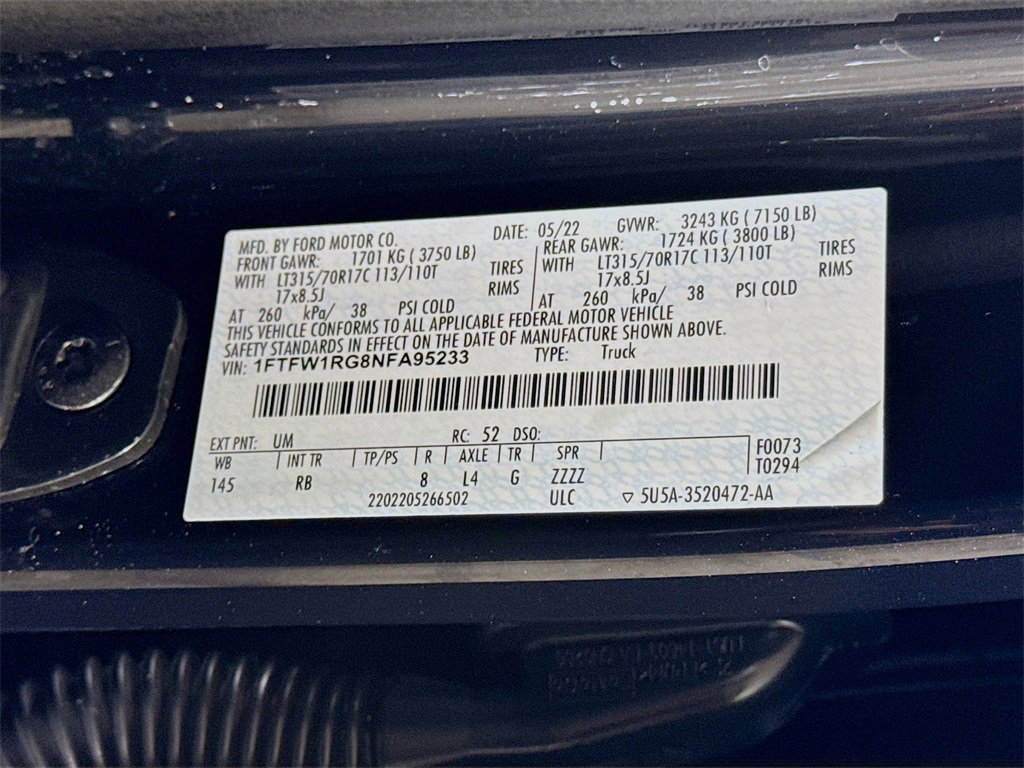 MFD. BY FORD MOTOR CO. DATE: 05/22 GVWR: 3243 KG ( 7150 LB)
FRONT GAWR: 1701 KG ( 3750 LB) REAR GAWR: 1724 KG ( 3800 LB)
WITH LT315/70R17C 113/110T TIRES WITH LT315/70R17C 113/110T TIRES
17x8.5J RIMS 17x8.5J RIMS
AT 260 kPa/ 38 PSI COLD AT 260 kPa/ 38 PSI COLD
THIS VEHICLE CONFORMS TO ALL APPLICABLE FEDERAL MOTOR VEHICLE
SAFETY STANDARDS IN EFFECT ON THE DATE OF MANUFACTURE SHOWN ABOVE.
VIN: 1FTFW1RG8NFA95233 TYPE: Truck
EXT PNT: UM RC: 52 DSO:
WB INT TR TP/PS R AXLE TR SPR F0073
145 RB 8 L4 G ZZZZ T0294
2202205266502 ULC ▽ 5U5A-3520472-AA